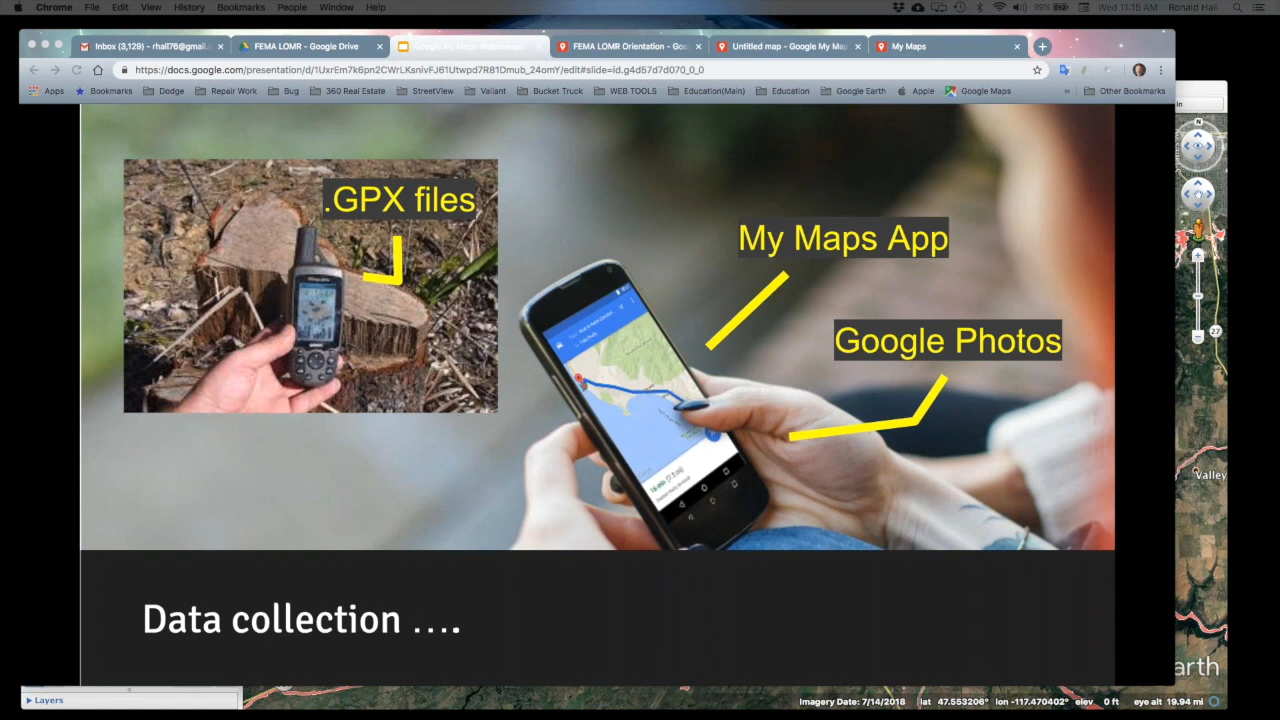 Chrome File Edit View History Bookmarks People Window Help 99% Wed 11:15 AM Ronald Hall
Inbox (3,129) - rhall76@gmail. FEMA LOMR - Google Drive FEMA LOMR Orientation - Goo Untitled map - Google My Map My Maps
https://docs.google.com/presentation/d/1UxrEm7k6pn2CWrLKsnivFJ61Utwpd7R81Dmub_24omY/edit#slide=id.g4d57d7d070_0_0
Apps Bookmarks Dodge Repair Work Bug 360 Real Estate StreetView Valiant Bucket Truck WEB TOOLS Education(Main) Education Google Earth Apple Google Maps » Other Bookmarks
in
N
.GPX files
My Maps App
27
Google Photos
Valley
Data collection ....
arth
Layers
Imagery Date: 7/14/2018 lat 47.553206° lon -117.470402° elev 0 ft eye alt 19.94 mi